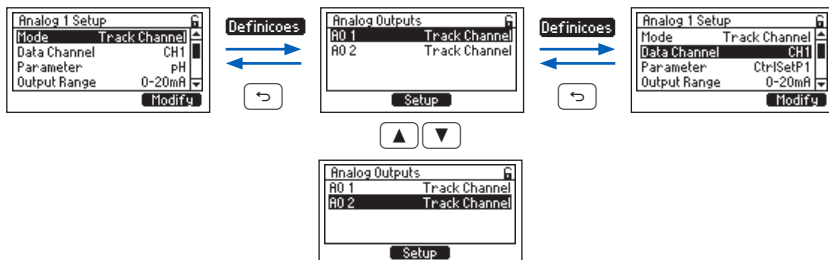 Analog 1 Setup
Mode Track Channel
Data Channel CH1
Parameter pH
Output Range 0-20mA
Modify
Definicoes
Analog Outputs
AO 1 Track Channel
AO 2 Track Channel
Setup
Definicoes
Analog 1 Setup
Mode Track Channel
Data Channel CH1
Parameter CtrlSetP1
Output Range 0-20mA
Modify
Analog Outputs
AO 1 Track Channel
AO 2 Track Channel
Setup